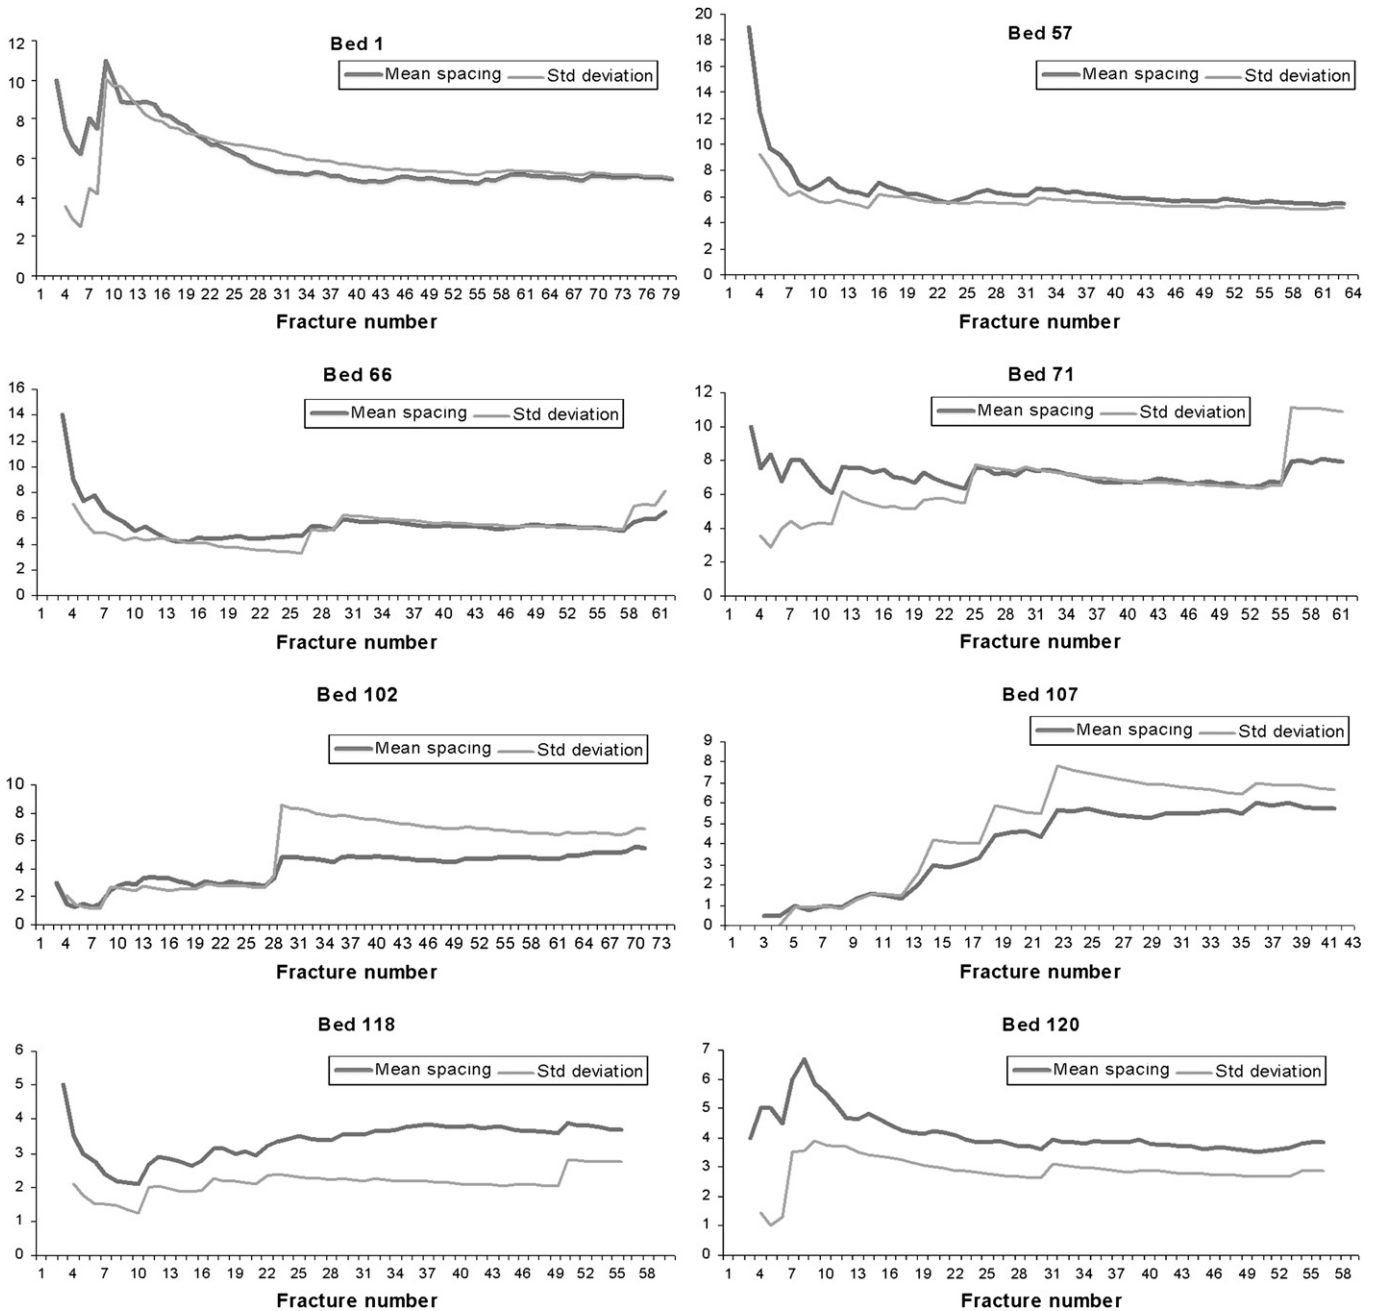 Bed 1
Mean spacing Std deviation
12
10
8
6
4
2
0
1 4 7 10 13 16 19 22 25 28 31 34 37 40 43 46 49 52 55 58 61 64 67 70 73 76 79
Fracture number
Bed 57
Mean spacing Std deviation
20
18
16
14
12
10
8
6
4
2
0
1 4 7 10 13 16 19 22 25 28 31 34 37 40 43 46 49 52 55 58 61 64
Fracture number
Bed 66
Mean spacing Std deviation
16
14
12
10
8
6
4
2
0
1 4 7 10 13 16 19 22 25 28 31 34 37 40 43 46 49 52 55 58 61
Fracture number
Bed 71
Mean spacing Std deviation
12
10
8
6
4
2
0
1 4 7 10 13 16 19 22 25 28 31 34 37 40 43 46 49 52 55 58 61
Fracture number
Bed 102
Mean spacing Std deviation
10
8
6
4
2
0
1 4 7 10 13 16 19 22 25 28 31 34 37 40 43 46 49 52 55 58 61 64 67 70 73
Fracture number
Bed 107
Mean spacing Std deviation
9
8
7
6
5
4
3
2
1
0
1 3 5 7 9 11 13 15 17 19 21 23 25 27 29 31 33 35 37 39 41 43
Fracture number
Bed 118
Mean spacing Std deviation
6
5
4
3
2
1
0
1 4 7 10 13 16 19 22 25 28 31 34 37 40 43 46 49 52 55 58
Fracture number
Bed 120
Mean spacing Std deviation
7
6
5
4
3
2
1
0
1 4 7 10 13 16 19 22 25 28 31 34 37 40 43 46 49 52 55 58
Fracture number